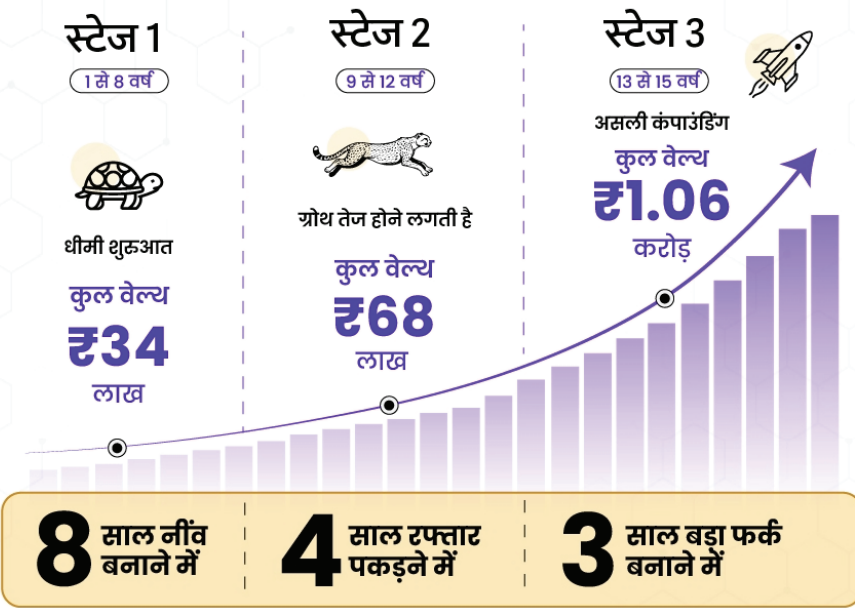 स्टेज 1
1 से 8 वर्ष
धीमी शुरुआत
कुल वेल्थ
₹34
लाख
स्टेज 2
9 से 12 वर्ष
ग्रोथ तेज होने लगती है
कुल वेल्थ
₹68
लाख
स्टेज 3
13 से 15 वर्ष
असली कंपाउंडिंग
कुल वेल्थ
₹1.06
करोड़
8 साल नींव
बनाने में
4 साल रफ्तार
पकड़ने में
3 साल बड़ा फर्क
बनाने में